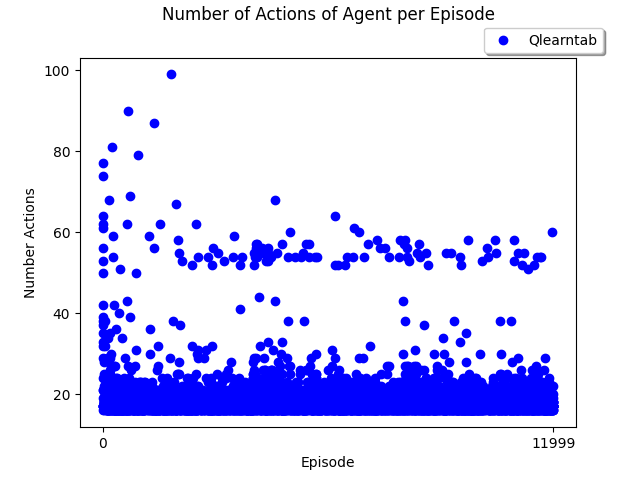 Number of Actions of Agent per Episode
Qlearntab
100
80
60
40
20
Number Actions
0
11999
Episode